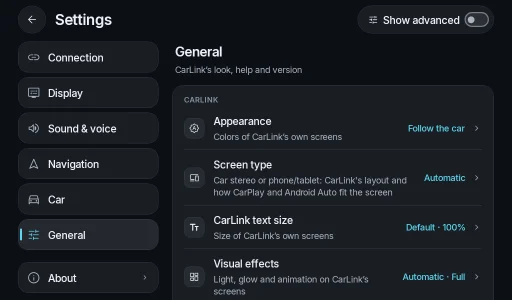 Settings
Show advanced
Connection
Display
Sound & voice
Navigation
Car
General
About
General
CarLink's look, help and version
CARLINK
Appearance
Colors of CarLink's own screens
Follow the car
Screen type
Car stereo or phone/tablet: CarLink's layout and
how CarPlay and Android Auto fit the screen
Automatic
CarLink text size
Size of CarLink's own screens
Default · 100%
Visual effects
Light, glow and animation on CarLink's
screens
Automatic · Full